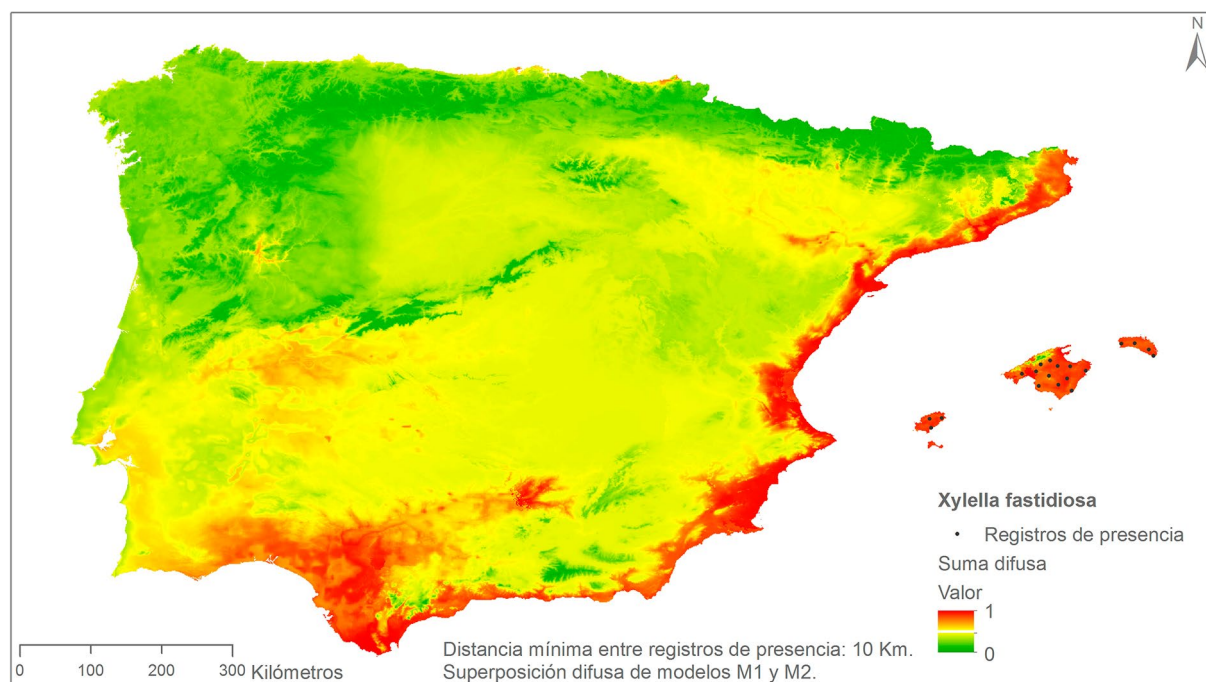 N
Xylella fastidiosa
Registros de presencia
Suma difusa
Valor
1
0
0 100 200 300 Kilómetros
Distancia mínima entre registros de presencia: 10 Km.
Superposición difusa de modelos M1 y M2.